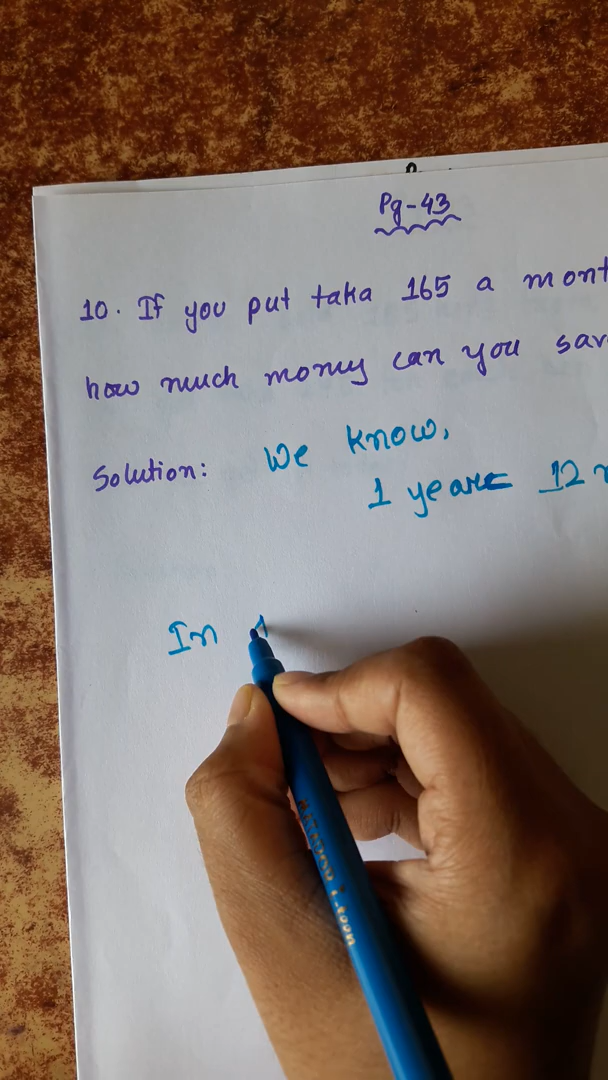 Pg-43
10. If you put taka 165 a mont
how much money can you sav
Solution: We know,
1 year = 12
In 1